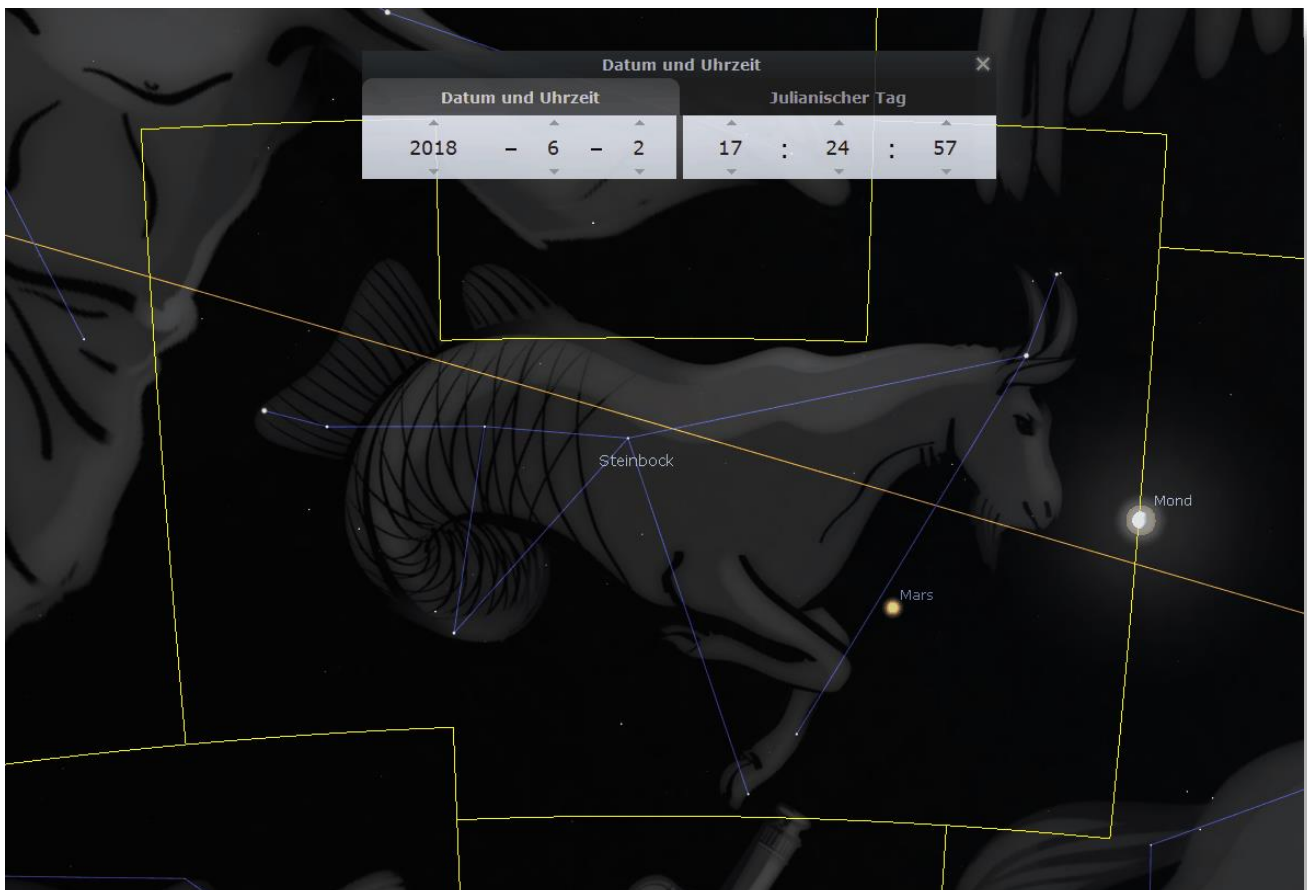 Datum und Uhrzeit
Datum und Uhrzeit Julianischer Tag
2018 – 6 – 2 17 : 24 : 57
Steinbock
Mond
Mars